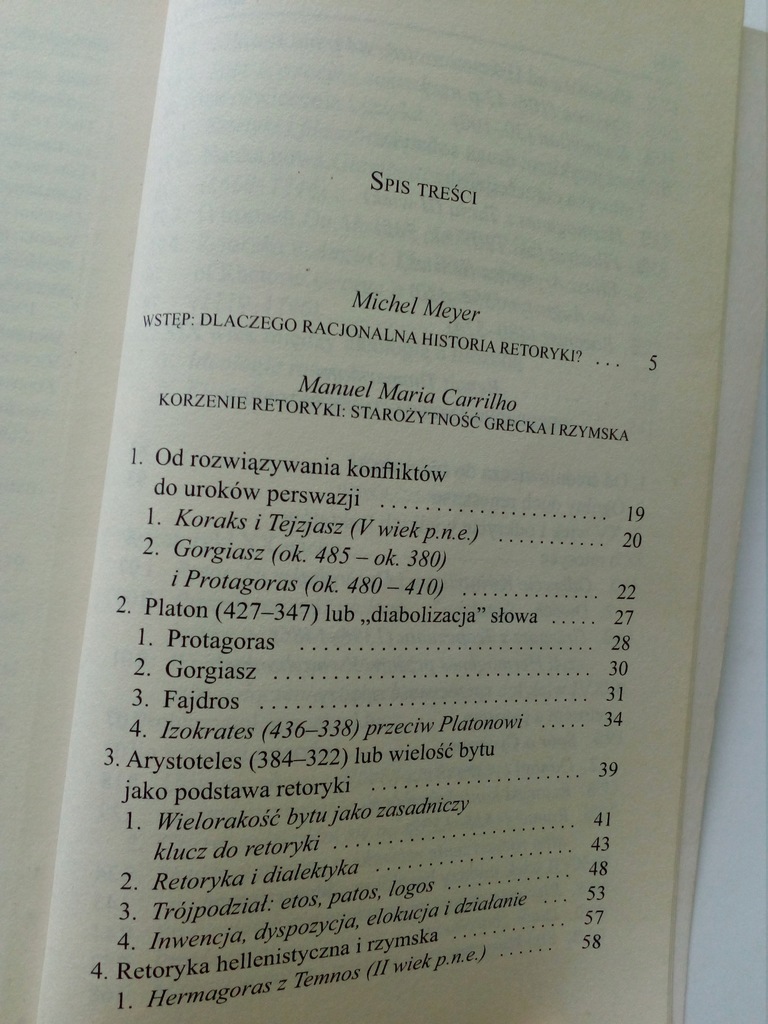 SPIS TREŚCI
Michel Meyer
WSTĘP: DLACZEGO RACJONALNA HISTORIA RETORYKI? ... 5
Manuel Maria Carrilho
KORZENIE RETORYKI: STAROŻYTNOŚĆ GRECKA I RZYMSKA
1. Od rozwiązywania konfliktów
do uroków perswazji ..................... 19
1. Koraks i Tejzjasz (V wiek p.n.e.) ........... 20
2. Gorgiasz (ok. 485 – ok. 380)
i Protagoras (ok. 480 – 410) .............. 22
2. Platon (427–347) lub „diabolizacja” słowa ..... 27
1. Protagoras ............................ 28
2. Gorgiasz .............................. 30
3. Fajdros ............................... 31
4. Izokrates (436–338) przeciw Platonowi ..... 34
3. Arystoteles (384–322) lub wielość bytu
jako podstawa retoryki .................... 39
1. Wielorakość bytu jako zasadniczy
klucz do retoryki ....................... 41
2. Retoryka i dialektyka ................... 43
3. Trójpodział: etos, patos, logos ............ 48
4. Inwencja, dyspozycja, elokucja i działanie ... 53
4. Retoryka hellenistyczna i rzymska ........... 57
1. Hermagoras z Temnos (II wiek p.n.e.) ...... 58